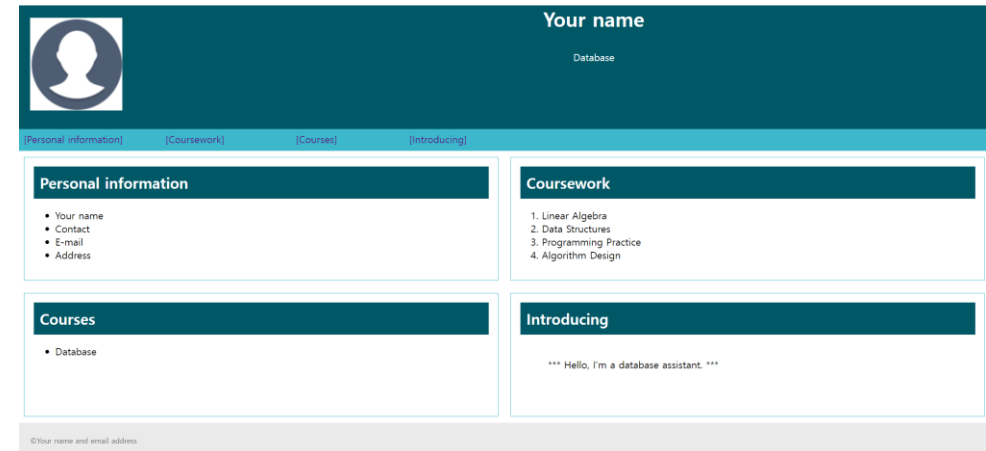 Your name
Database
[Personal information] [Coursework] [Courses] [Introducing]
Personal information
• Your name
• Contact
• E-mail
• Address
Coursework
1. Linear Algebra
2. Data Structures
3. Programming Practice
4. Algorithm Design
Courses
• Database
Introducing
*** Hello, I'm a database assistant. ***
©Your name and email address